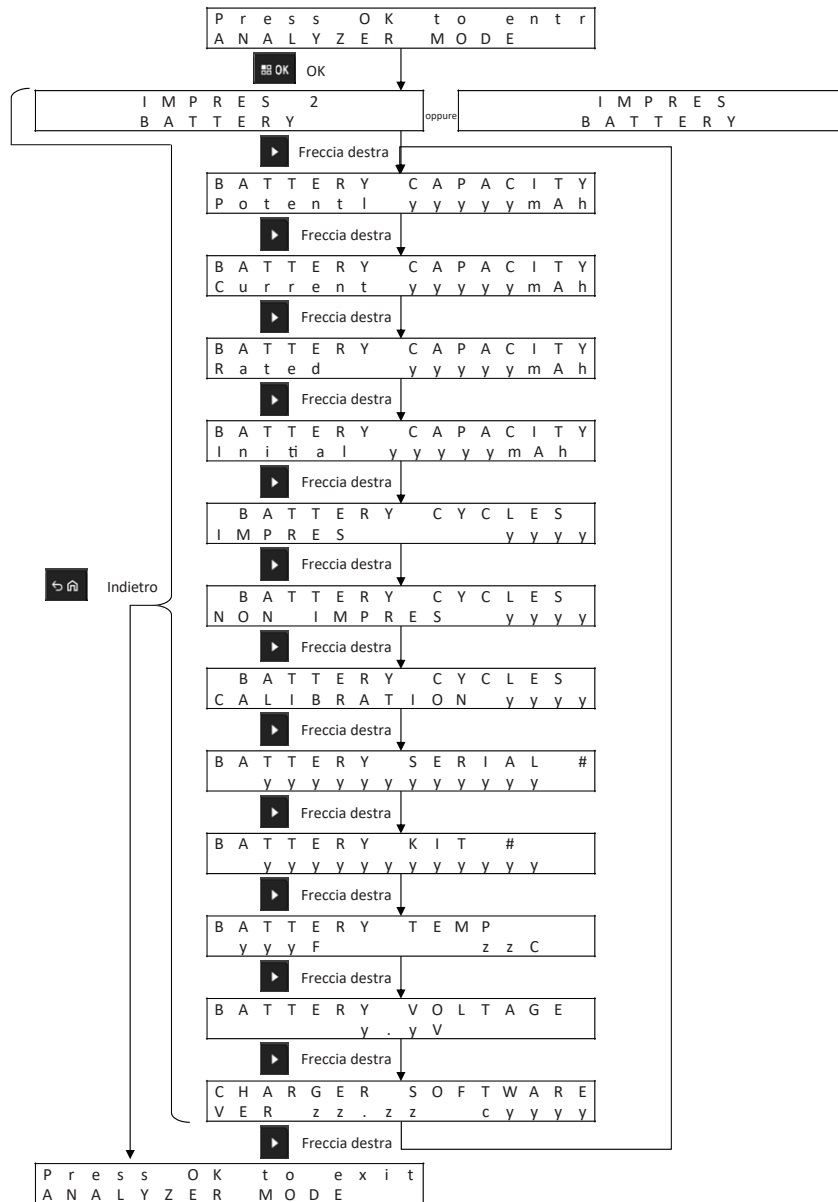 Press OK to entr
ANALYZER MODE
OK OK
IMPRES 2
BATTERY
oppure
IMPRES
BATTERY
Freccia destra
BATTERY CAPACITY
Potentl yyyyymAh
Freccia destra
BATTERY CAPACITY
Current yyyyymAh
Freccia destra
BATTERY CAPACITY
Rated yyyyymAh
Freccia destra
BATTERY CAPACITY
Initial yyyyymAh
Freccia destra
BATTERY CYCLES
IMPRES yyyy
Freccia destra
Indietro
BATTERY CYCLES
NON IMPRES yyyy
Freccia destra
BATTERY CYCLES
CALIBRATION yyyy
Freccia destra
BATTERY SERIAL #
yyyyyyyyyyyy
Freccia destra
BATTERY KIT #
yyyyyyyyyyyy
Freccia destra
BATTERY TEMP
yyyF zzC
Freccia destra
BATTERY VOLTAGE
y.yV
Freccia destra
CHARGER SOFTWARE
VER zz.zz cyyyy
Freccia destra
Press OK to exit
ANALYZER MODE